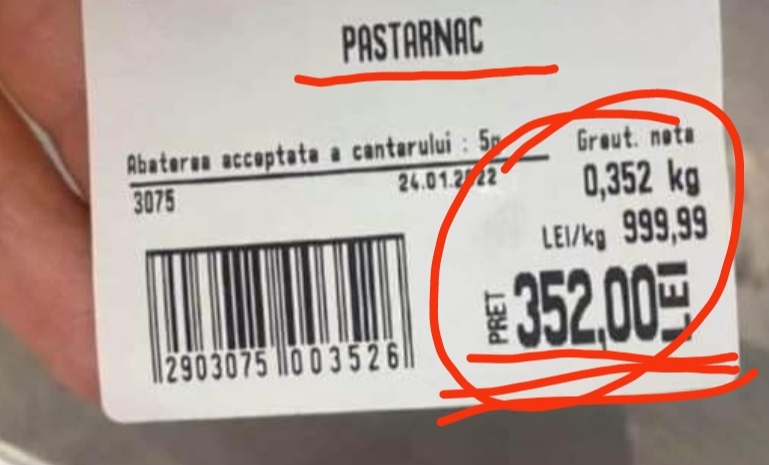 PASTARNAC
Abaterea acceptata a cantarului : 5g
Greut. neta
3075
24.01.2022
0,352 kg
LEI/kg 999,99
PRET 352,00 LEI
2903075 003526